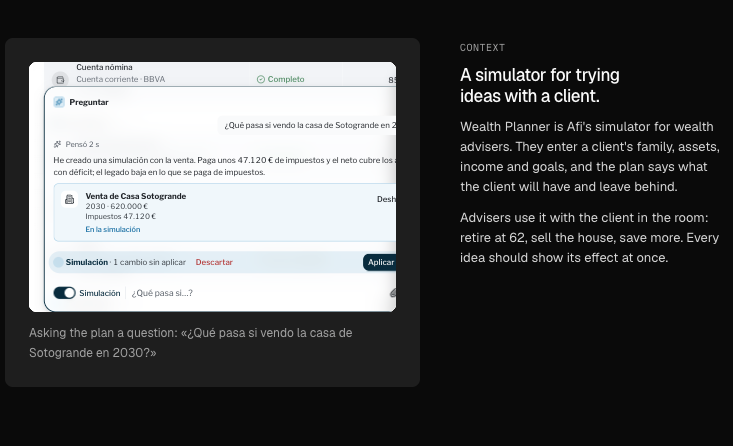 Cuenta nómina
Cuenta corriente · BBVA
Completo
Preguntar
¿Qué pasa si vendo la casa de Sotogrande en
Pensó 2 s
He creado una simulación con la venta. Paga unos 47.120 € de impuestos y el neto cubre los
con déficit; el legado baja en lo que se paga de impuestos.
Venta de Casa Sotogrande
2030 · 620.000 €
Impuestos 47.120 €
Desh
En la simulación
Simulación · 1 cambio sin aplicar
Descartar
Aplicar
Simulación
¿Qué pasa si...?
Asking the plan a question: «¿Qué pasa si vendo la casa de
Sotogrande en 2030?»
CONTEXT
A simulator for trying
ideas with a client.
Wealth Planner is Afi's simulator for wealth
advisers. They enter a client's family, assets,
income and goals, and the plan says what
the client will have and leave behind.
Advisers use it with the client in the room:
retire at 62, sell the house, save more. Every
idea should show its effect at once.